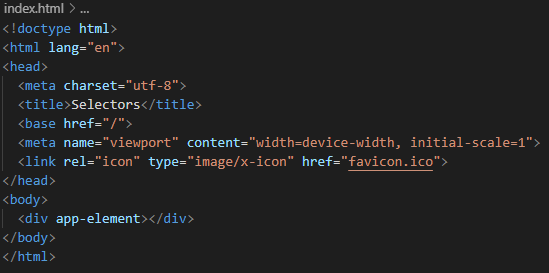 index.html > ...
<!doctype html>
<html lang="en">
<head>
  <meta charset="utf-8">
  <title>Selectors</title>
  <base href="/">
  <meta name="viewport" content="width=device-width, initial-scale=1">
  <link rel="icon" type="image/x-icon" href="favicon.ico">
</head>
<body>
  <div app-element></div>
</body>
</html>